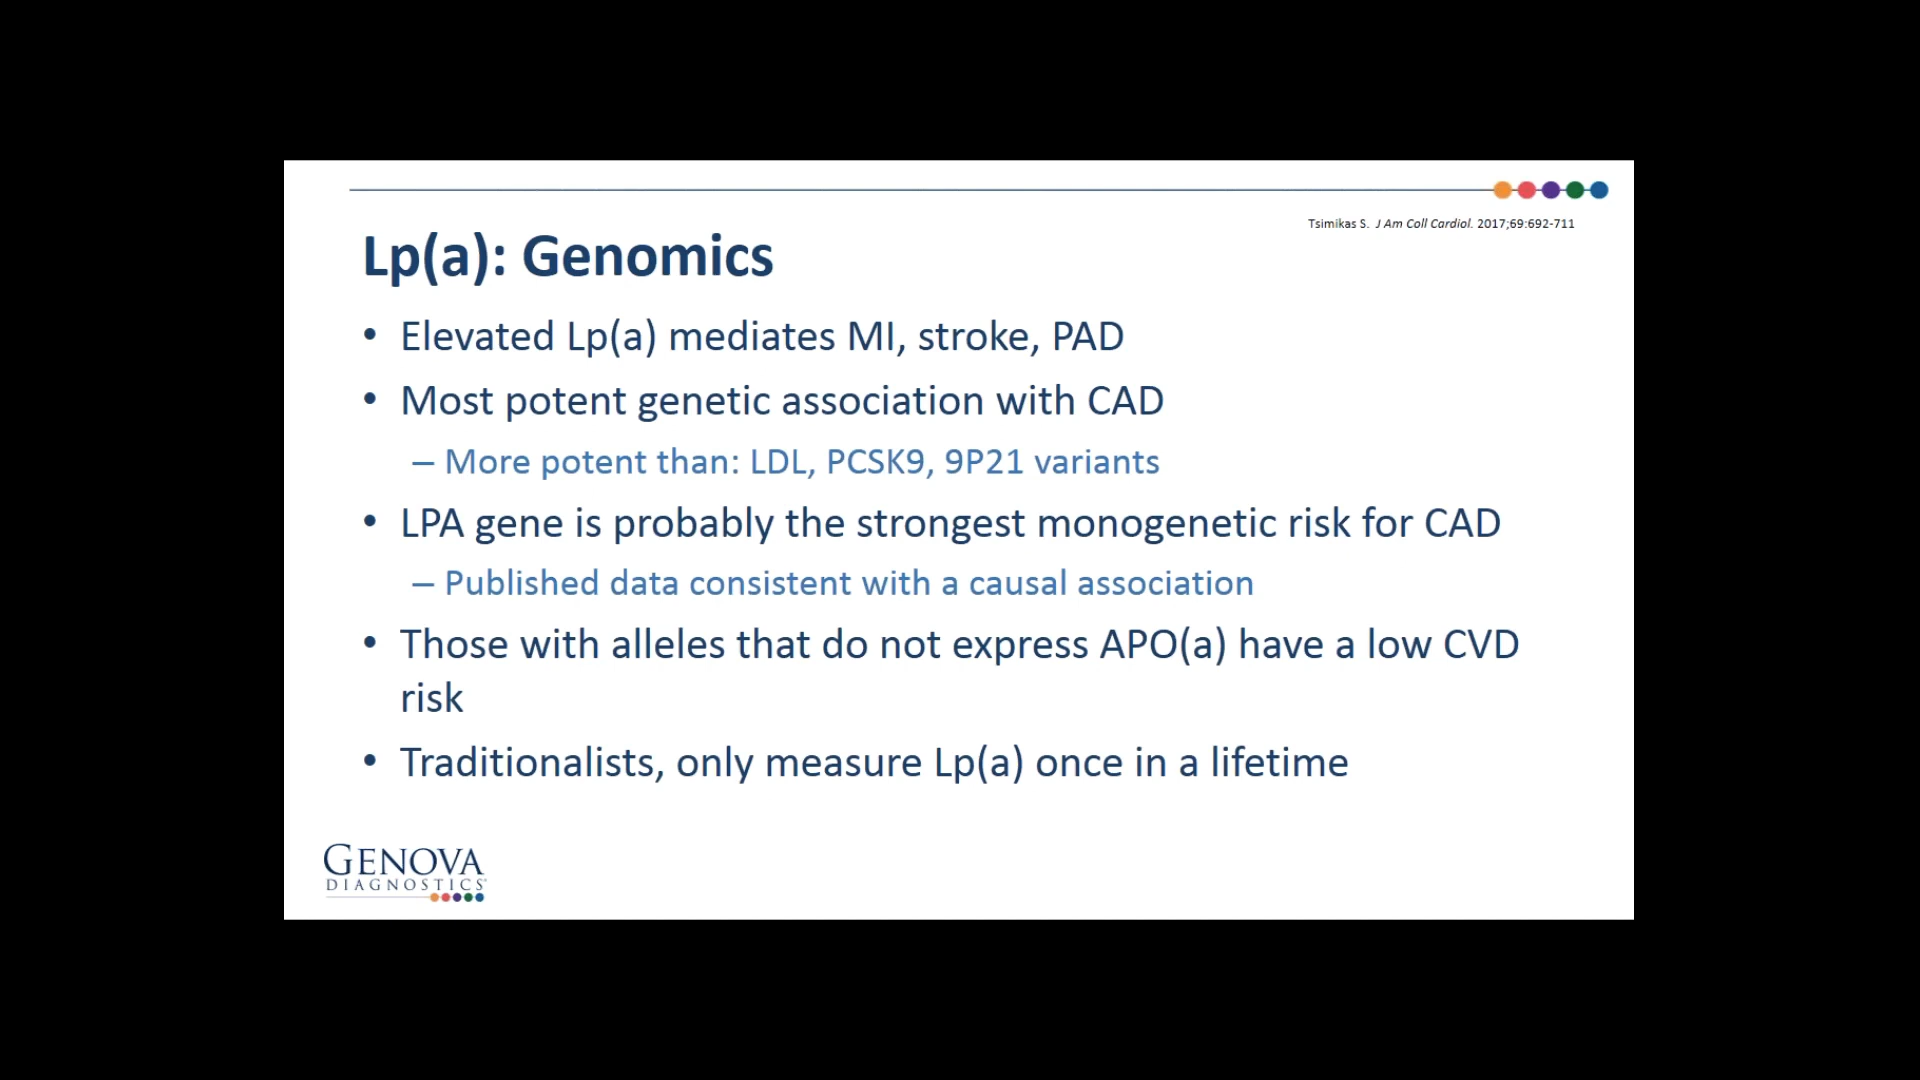 Tsimikas S. J Am Coll Cardiol. 2017;69:692-711
Lp(a): Genomics
• Elevated Lp(a) mediates MI, stroke, PAD
• Most potent genetic association with CAD
– More potent than: LDL, PCSK9, 9P21 variants
• LPA gene is probably the strongest monogenetic risk for CAD
– Published data consistent with a causal association
• Those with alleles that do not express APO(a) have a low CVD
risk
• Traditionalists, only measure Lp(a) once in a lifetime
GENOVA
DIAGNOSTICS